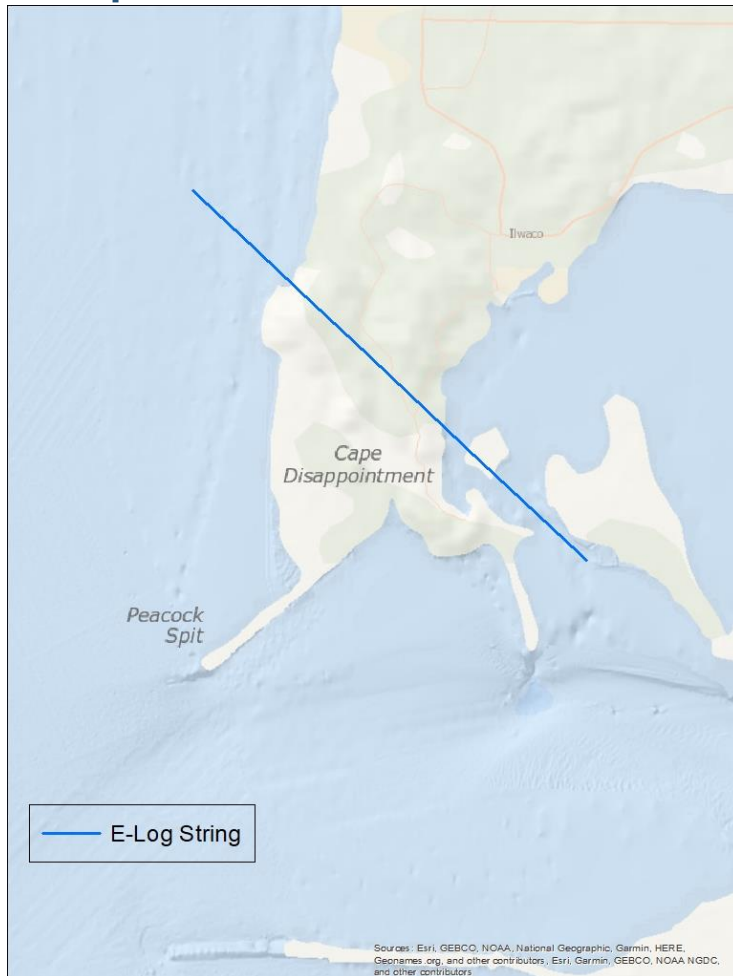 Ilwaco
Cape
Disappointment
Peacock
Spit
E-Log String
Sources: Esri, GEBCO, NOAA, National Geographic, Garmin, HERE,
Geonames.org, and other contributors, Esri, Garmin, GEBCO, NOAA NGDC,
and other contributors